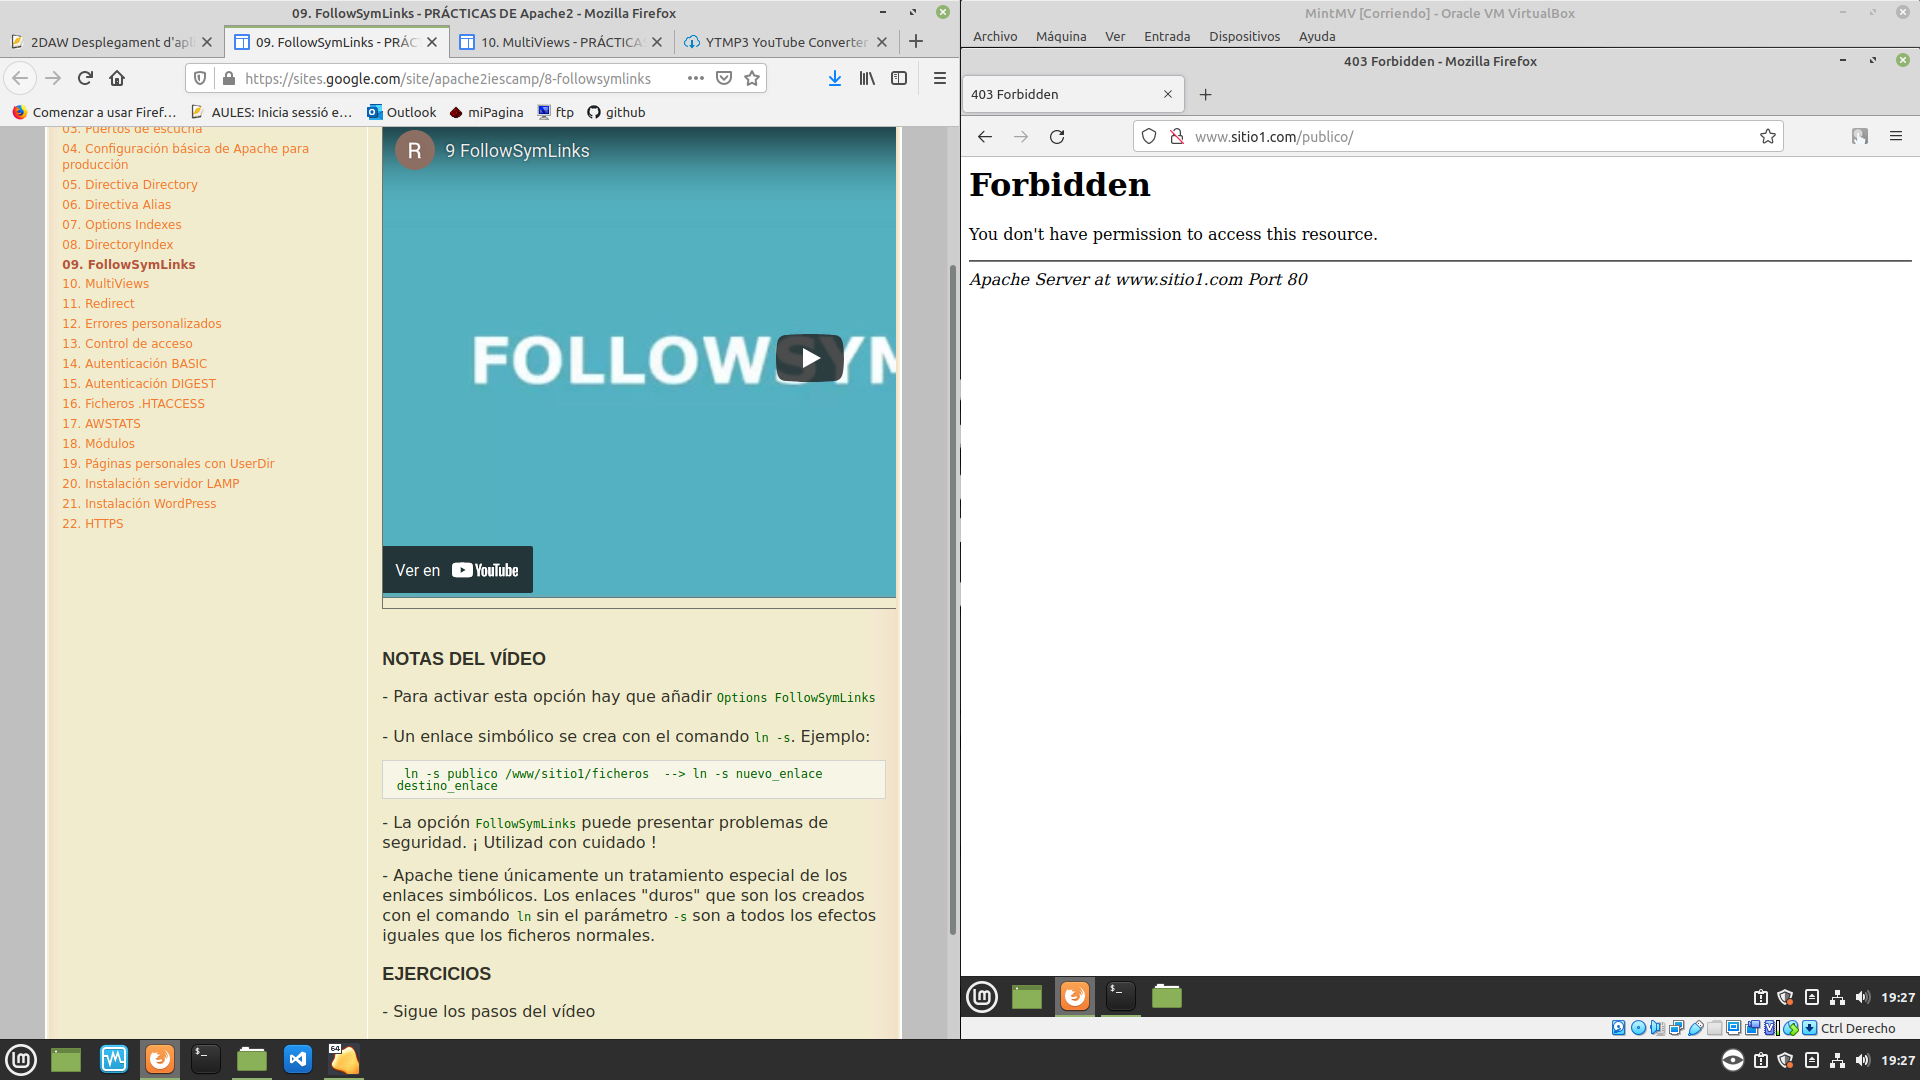 09. FollowSymLinks - PRÁCTICAS DE Apache2 - Mozilla Firefox
2DAW Desplegament d'apl
09. FollowSymLinks - PRÁC
10. MultiViews - PRÁCTICA
YTMP3 YouTube Converter
https://sites.google.com/site/apache2iescamp/8-followsymlinks
Comenzar a usar Firef…
AULES: Inicia sessió e…
Outlook
miPagina
ftp
github
03. Puertos de escucha
04. Configuración básica de Apache para
producción
05. Directiva Directory
06. Directiva Alias
07. Options Indexes
08. DirectoryIndex
09. FollowSymLinks
10. MultiViews
11. Redirect
12. Errores personalizados
13. Control de acceso
14. Autenticación BASIC
15. Autenticación DIGEST
16. Ficheros .HTACCESS
17. AWSTATS
18. Módulos
19. Páginas personales con UserDir
20. Instalación servidor LAMP
21. Instalación WordPress
22. HTTPS
R
9 FollowSymLinks
FOLLOWSYM
Ver en YouTube
NOTAS DEL VÍDEO
- Para activar esta opción hay que añadir Options FollowSymLinks
- Un enlace simbólico se crea con el comando ln -s. Ejemplo:
ln -s publico /www/sitio1/ficheros --> ln -s nuevo_enlace
destino_enlace
- La opción FollowSymLinks puede presentar problemas de
seguridad. ¡ Utilizad con cuidado !
- Apache tiene únicamente un tratamiento especial de los
enlaces simbólicos. Los enlaces "duros" que son los creados
con el comando ln sin el parámetro -s son a todos los efectos
iguales que los ficheros normales.
EJERCICIOS
- Sigue los pasos del vídeo
MintMV [Corriendo] - Oracle VM VirtualBox
Archivo
Máquina
Ver
Entrada
Dispositivos
Ayuda
403 Forbidden - Mozilla Firefox
403 Forbidden
www.sitio1.com/publico/
Forbidden
You don't have permission to access this resource.
Apache Server at www.sitio1.com Port 80
19:27
Ctrl Derecho
64
19:27